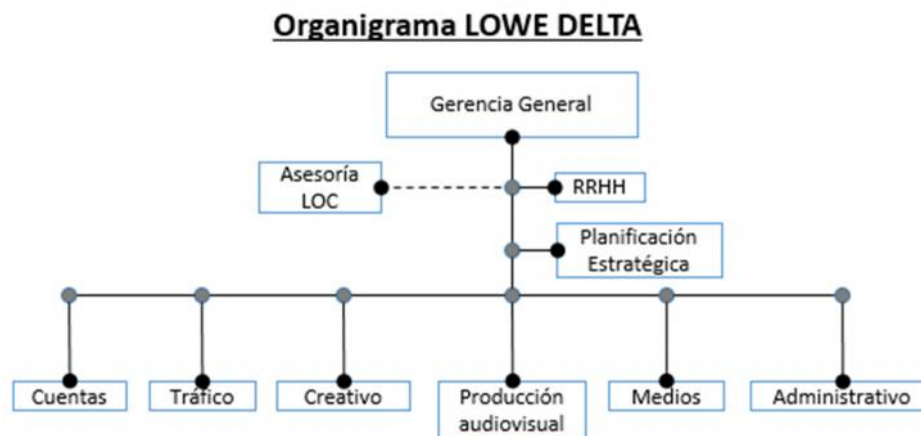 Organigrama LOWE DELTA
Gerencia General
Asesoría
LOC
RRHH
Planificación
Estratégica
Cuentas
Tráfico
Creativo
Producción
audiovisual
Medios
Administrativo